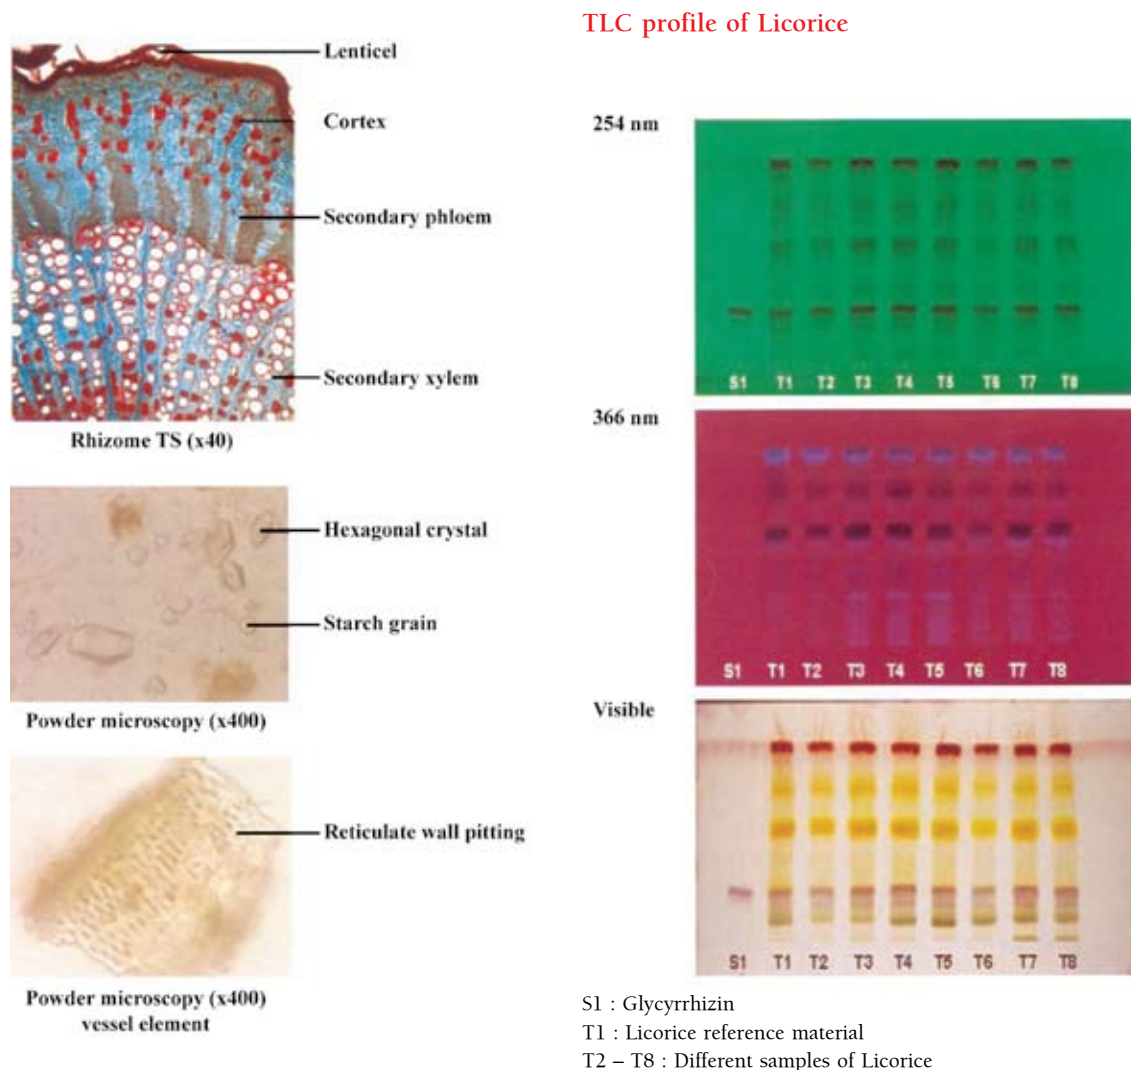 Lenticel
Cortex
Secondary phloem
Secondary xylem
Rhizome TS (x40)
Hexagonal crystal
Starch grain
Powder microscopy (x400)
Reticulate wall pitting
Powder microscopy (x400)
vessel element
TLC profile of Licorice
254 nm
S1 T1 T2 T3 T4 T5 T6 T7 T8
366 nm
S1 T1 T2 T3 T4 T5 T6 T7 T8
Visible
S1 T1 T2 T3 T4 T5 T6 T7 T8
S1 : Glycyrrhizin
T1 : Licorice reference material
T2 – T8 : Different samples of Licorice